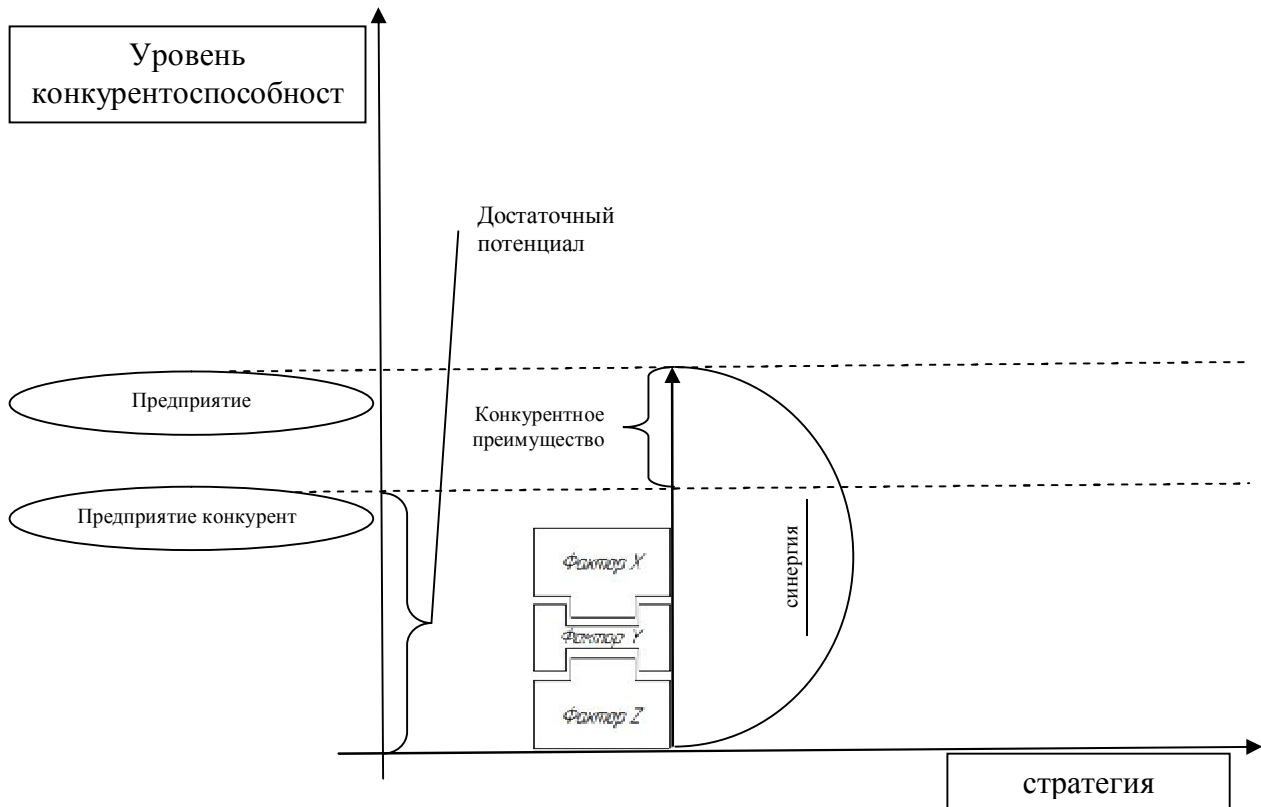 Уровень
конкурентоспособност
Достаточный
потенциал
Предприятие
Конкурентное
преимущество
Предприятие конкурент
синергия
Фактор X
Фактор Y
Фактор Z
стратегия